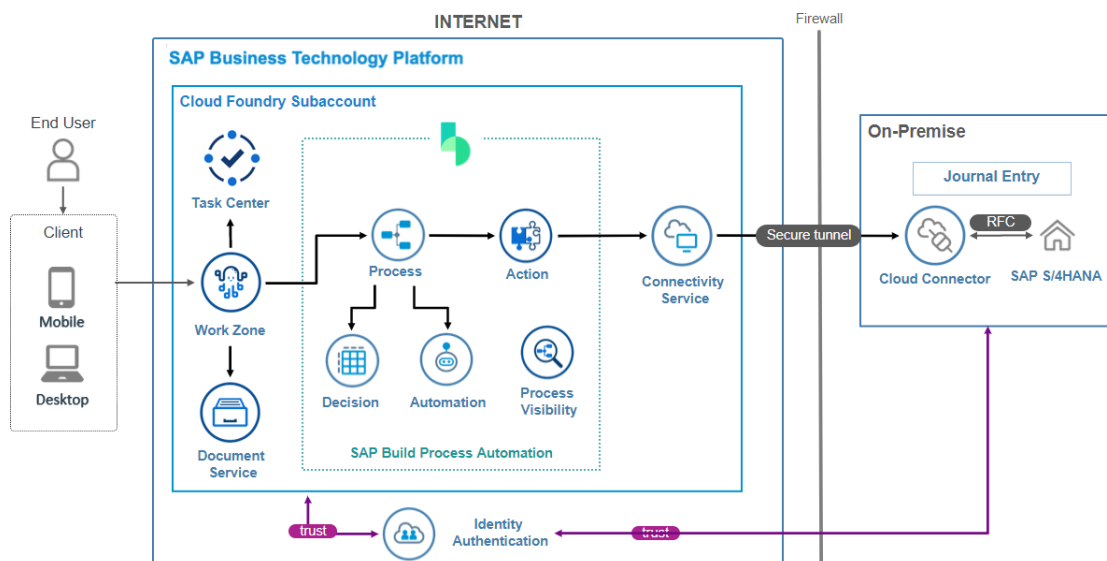 INTERNET
Firewall
SAP Business Technology Platform
Cloud Foundry Subaccount
End User
On-Premise
Journal Entry
Task Center
Client
RFC
Secure tunnel
Process
Action
Connectivity
Service
Cloud Connector
SAP S/4HANA
Mobile
Work Zone
Desktop
Decision
Automation
Process
Visibility
Document
Service
SAP Build Process Automation
trust
Identity
Authentication
trust